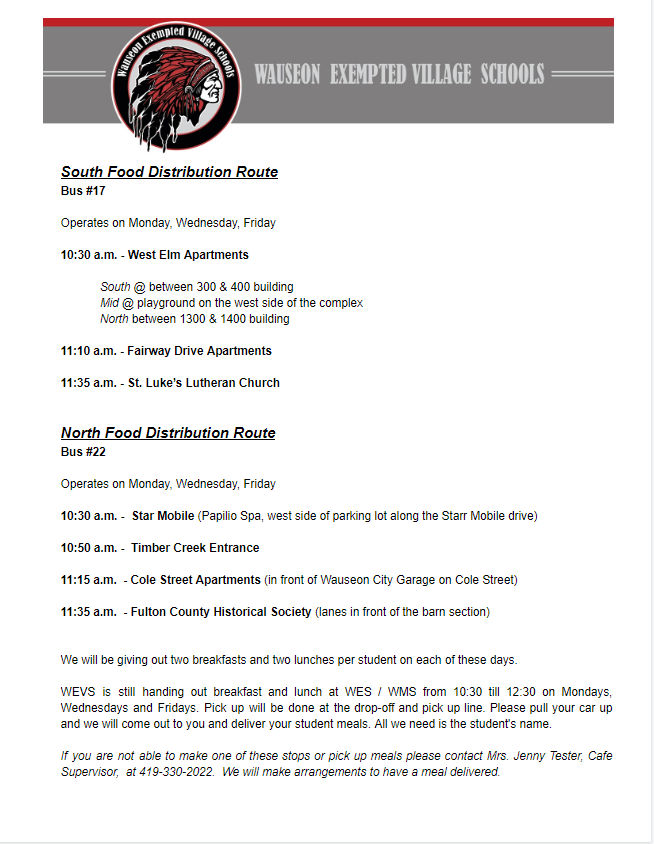 Wauseon Exempted Village Schools
WAUSEON EXEMPTED VILLAGE SCHOOLS
South Food Distribution Route
Bus #17
Operates on Monday, Wednesday, Friday
10:30 a.m. - West Elm Apartments
South @ between 300 & 400 building
Mid @ playground on the west side of the complex
North between 1300 & 1400 building
11:10 a.m. - Fairway Drive Apartments
11:35 a.m. - St. Luke's Lutheran Church
North Food Distribution Route
Bus #22
Operates on Monday, Wednesday, Friday
10:30 a.m. - Star Mobile (Papilio Spa, west side of parking lot along the Starr Mobile drive)
10:50 a.m. - Timber Creek Entrance
11:15 a.m. - Cole Street Apartments (in front of Wauseon City Garage on Cole Street)
11:35 a.m. - Fulton County Historical Society (lanes in front of the barn section)
We will be giving out two breakfasts and two lunches per student on each of these days.
WEVS is still handing out breakfast and lunch at WES / WMS from 10:30 till 12:30 on Mondays,
Wednesdays and Fridays. Pick up will be done at the drop-off and pick up line. Please pull your car up
and we will come out to you and deliver your student meals. All we need is the student's name.
If you are not able to make one of these stops or pick up meals please contact Mrs. Jenny Tester, Cafe
Supervisor, at 419-330-2022. We will make arrangements to have a meal delivered.